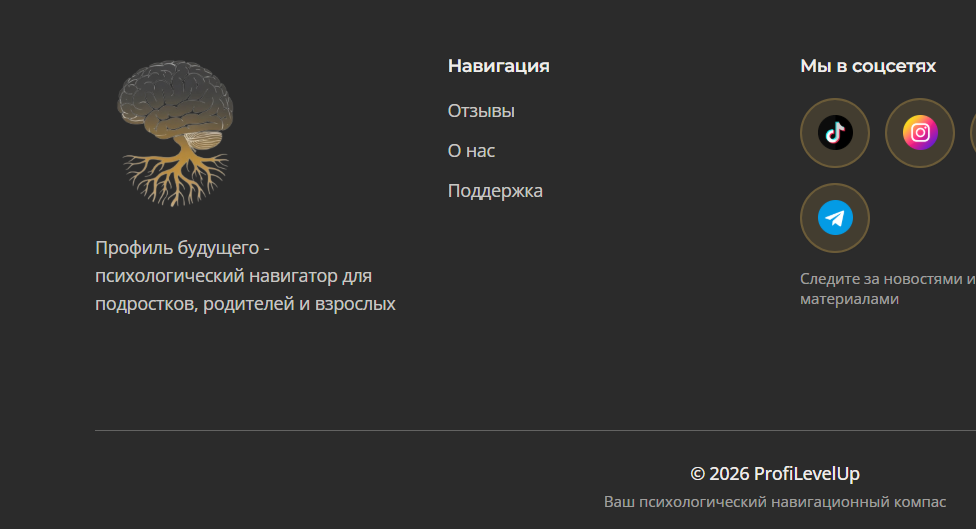 Навигация
Отзывы
О нас
Поддержка
Мы в соцсетях
Профиль будущего -
психологический навигатор для
подростков, родителей и взрослых
Следите за новостями и
материалами
© 2026 ProfiLevelUp
Ваш психологический навигационный компас